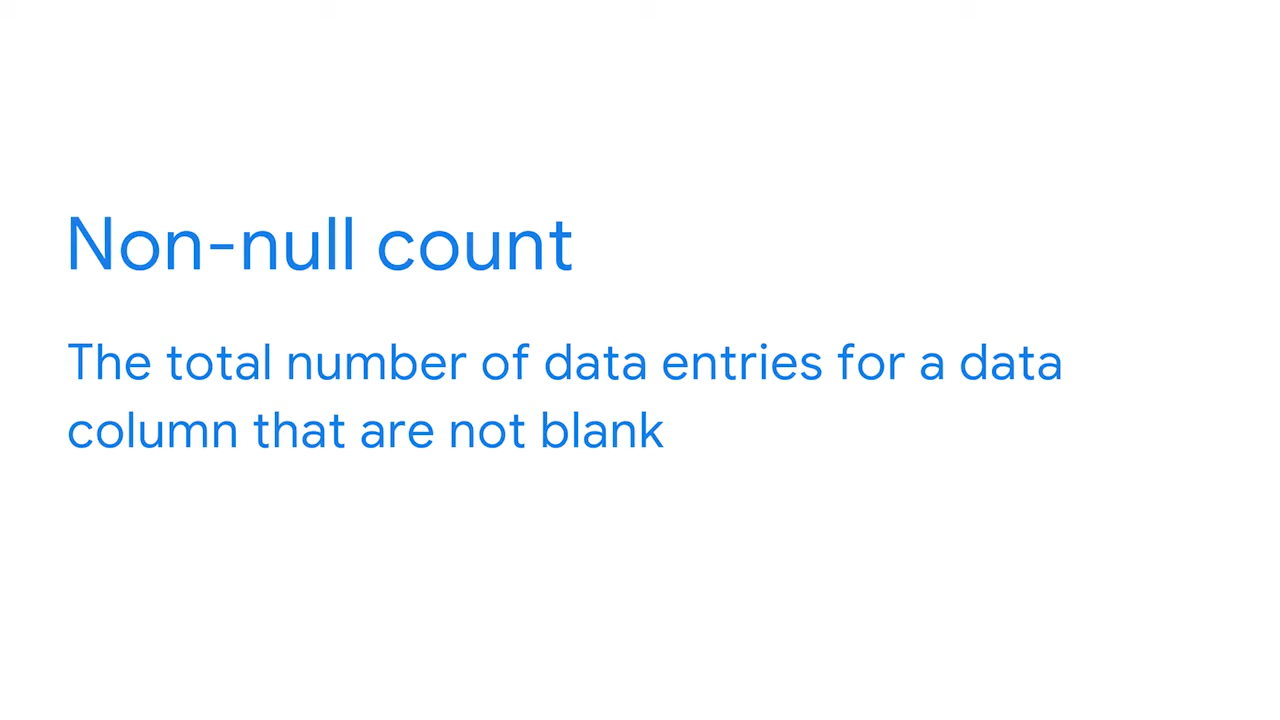 Non-null count
The total number of data entries for a data
column that are not blank